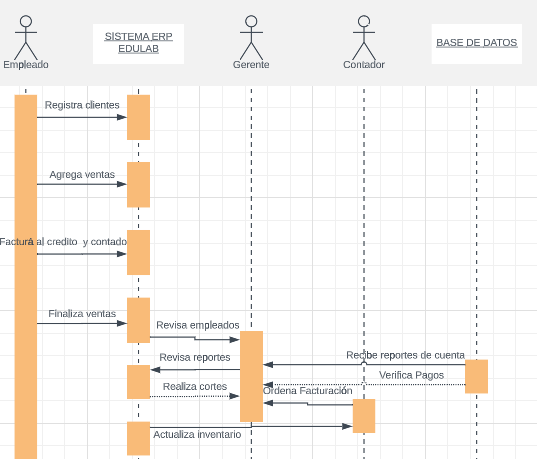 SISTEMA ERP
EDULAB
BASE DE DATOS
Empleado
Gerente
Contador
Registra clientes
Agrega ventas
Factura al credito y contado
Finaliza ventas
Revisa empleados
Revisa reportes
Recibe reportes de cuenta
Verifica Pagos
Realiza cortes
Ordena Facturación
Actualiza inventario